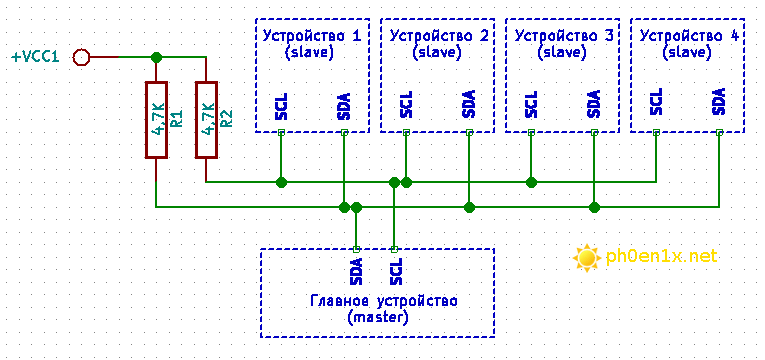 +VCC1
4,7K
R1
4,7K
R2
Устройство 1
(slave)
SCL
SDA
Устройство 2
(slave)
SCL
SDA
Устройство 3
(slave)
SCL
SDA
Устройство 4
(slave)
SCL
SDA
SDA
SCL
Главное устройство
(master)
ph0en1x.net